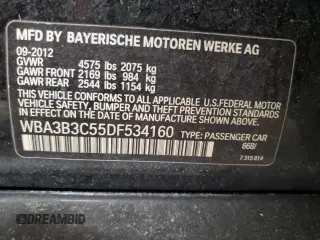 MFD BY BAYERISCHE MOTOREN WERKE AG
09-2012
GVWR 4575 lbs 2075 kg
GAWR FRONT 2169 lbs 984 kg
GAWR REAR 2544 lbs 1154 kg
THIS VEHICLE CONFORMS TO ALL APPLICABLE U.S. FEDERAL MOTOR
VEHICLE SAFETY, BUMPER, AND THEFT PREVENTION STANDARDS
IN EFFECT ON THE DATE OF MANUFACTURE SHOWN ABOVE.
WBA3B3C55DF534160 TYPE: PASSENGER CAR
668/
7 315 814
DREAMBID